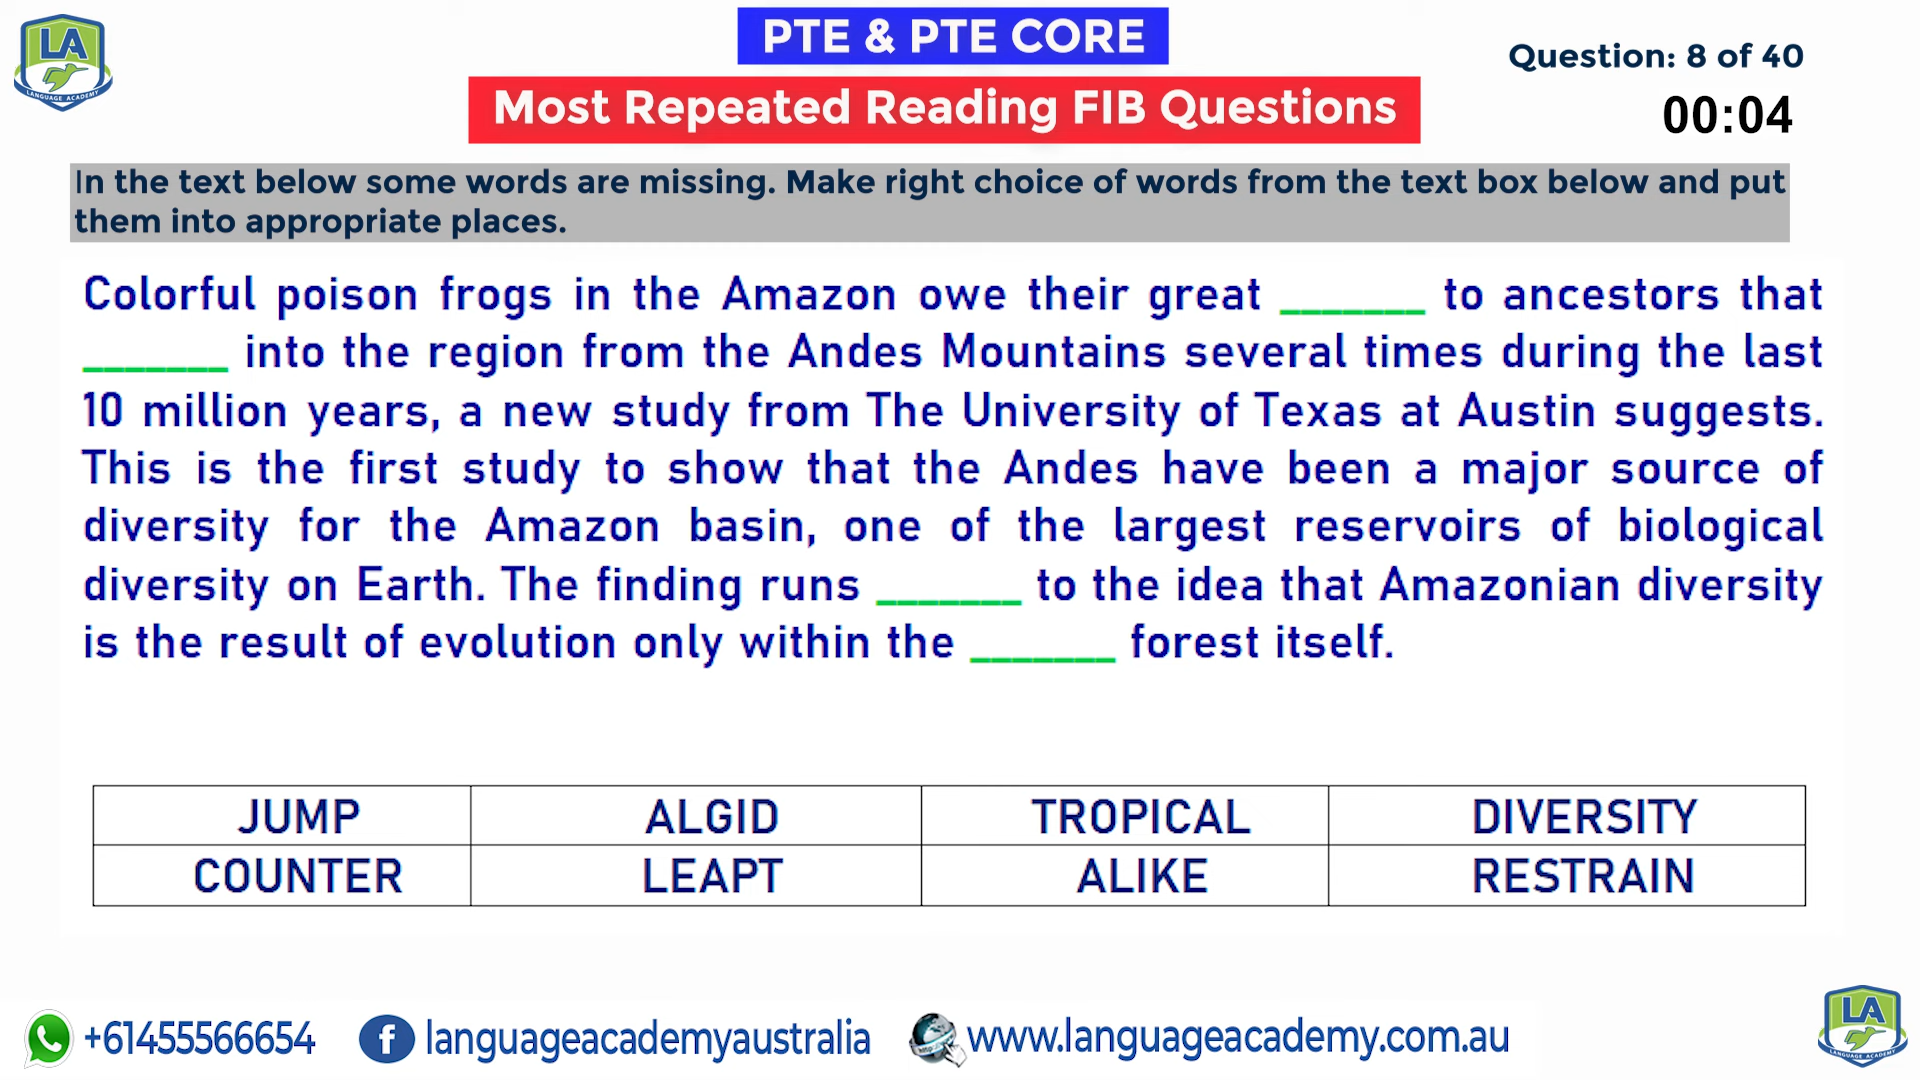 LA
LANGUAGE ACADEMY
PTE & PTE CORE
Most Repeated Reading FIB Questions
Question: 8 of 40
00:04
In the text below some words are missing. Make right choice of words from the text box below and put
them into appropriate places.
Colorful poison frogs in the Amazon owe their great _______ to ancestors that
_______ into the region from the Andes Mountains several times during the last
10 million years, a new study from The University of Texas at Austin suggests.
This is the first study to show that the Andes have been a major source of
diversity for the Amazon basin, one of the largest reservoirs of biological
diversity on Earth. The finding runs _______ to the idea that Amazonian diversity
is the result of evolution only within the _______ forest itself.
JUMP ALGID TROPICAL DIVERSITY
COUNTER LEAPT ALIKE RESTRAIN
+61455566654 languageacademyaustralia www.languageacademy.com.au
LA
LANGUAGE ACADEMY